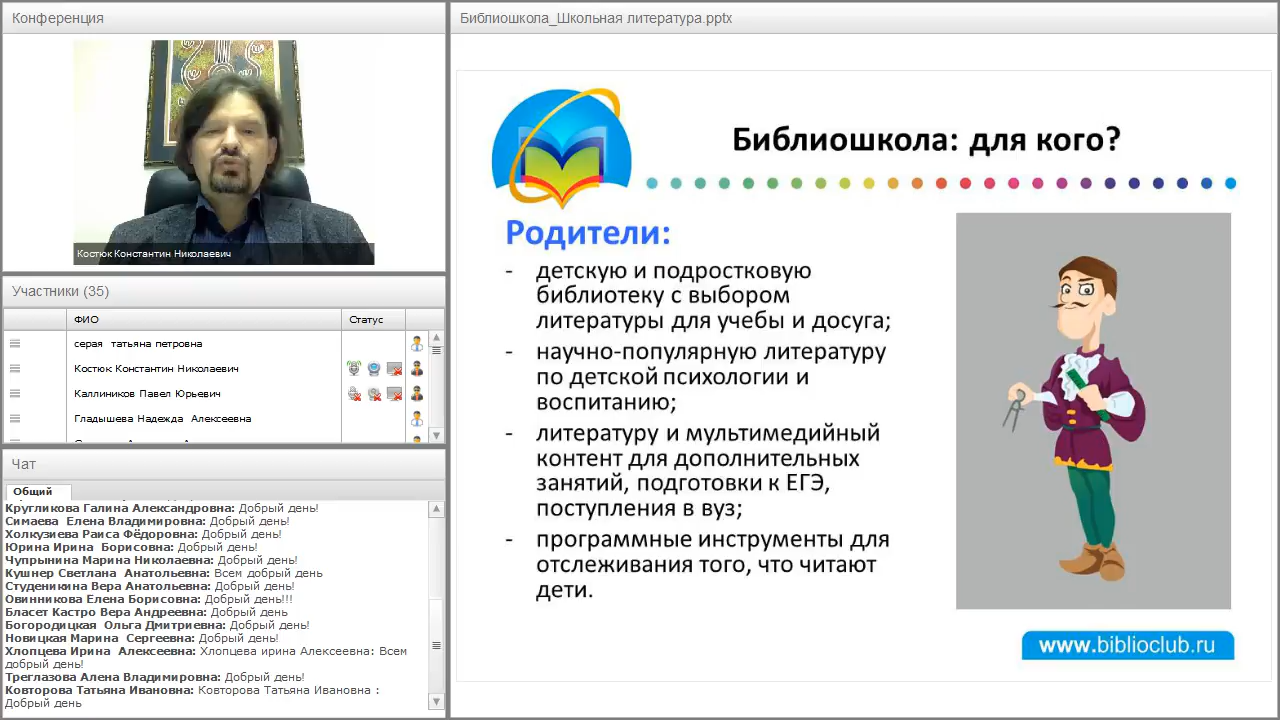 Конференция
Костюк Константин Николаевич
Участники (35)
ФИО
Статус
серая татьяна петровна
Костюк Константин Николаевич
Каллиников Павел Юрьевич
Гладышева Надежда Алексеевна
Чат
Общий
Кругликова Галина Александровна: Добрый день!
Симаева Елена Владимировна: Добрый день!
Холкузиева Раиса Фёдоровна: Добрый день!
Юрина Ирина Борисовна: Добрый день!
Чупрынина Марина Николаевна: Добрый день!
Кушнер Светлана Анатольевна: Всем добрый день
Студеникина Вера Анатольевна: Добрый день!
Овинникова Елена Борисовна: Добрый день!!!
Бласет Кастро Вера Андреевна: Добрый день
Богородицкая Ольга Дмитриевна: Добрый день!
Новицкая Марина Сергеевна: Добрый день!
Хлопцева Ирина Алексеевна: Хлопцева ирина Алексеевна; Всем
добрый день!
Треглазова Алена Владимировна: Добрый день!
Ковторова Татьяна Ивановна: Ковторова Татьяна Ивановна :
Добрый день
Библиошкола_Школьная литература.pptx
Библиошкола: для кого?
Родители:
- детскую и подростковую
библиотеку с выбором
литературы для учебы и досуга;
- научно-популярную литературу
по детской психологии и
воспитанию;
- литературу и мультимедийный
контент для дополнительных
занятий, подготовки к ЕГЭ,
поступления в вуз;
- программные инструменты для
отслеживания того, что читают
дети.
www.biblioclub.ru